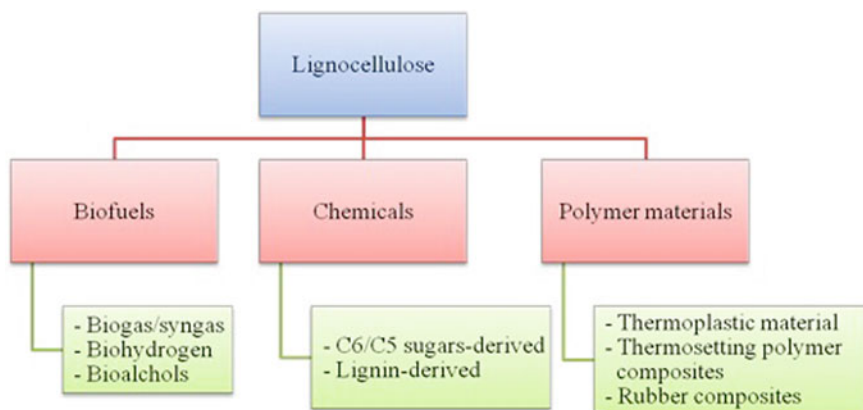 Lignocellulose
Biofuels
Chemicals
Polymer materials
- Biogas/syngas
- Biohydrogen
- Bioalchols
- C6/C5 sugars-derived
- Lignin-derived
- Thermoplastic material
- Thermosetting polymer
composites
- Rubber composites